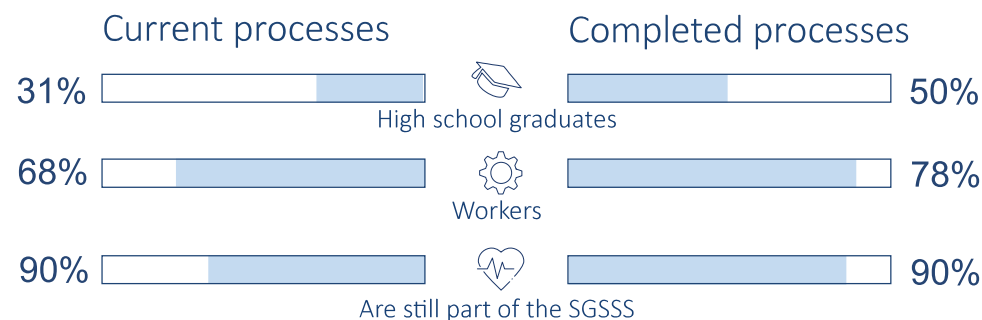 Current processes
Completed processes
31%
50%
High school graduates
68%
78%
Workers
90%
90%
Are still part of the SGSSS